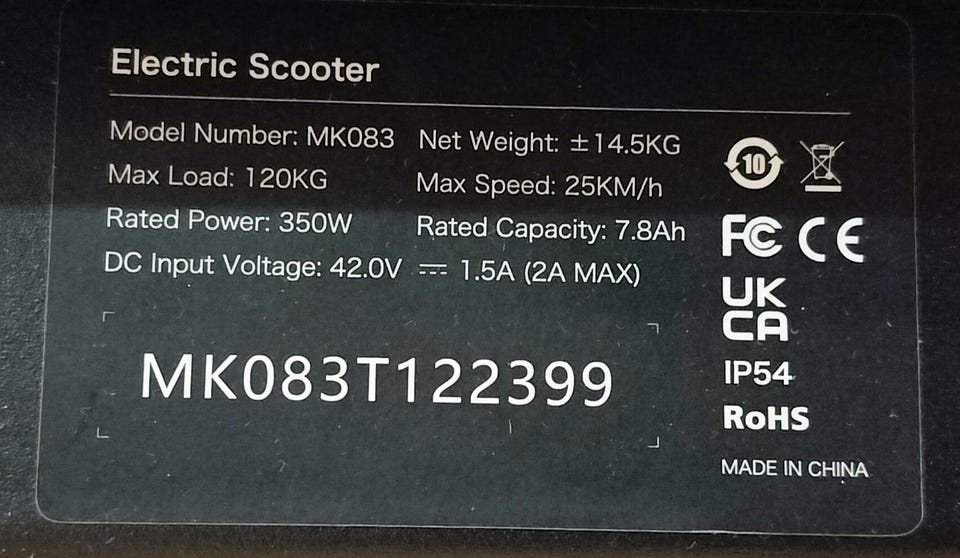 Electric Scooter
Model Number: MK083 Net Weight: ±14.5KG
Max Load: 120KG Max Speed: 25KM/h
Rated Power: 350W Rated Capacity: 7.8Ah
DC Input Voltage: 42.0V ⎓ 1.5A (2A MAX)
MK083T122399
10
FC CE
UK
CA
IP54
RoHS
MADE IN CHINA